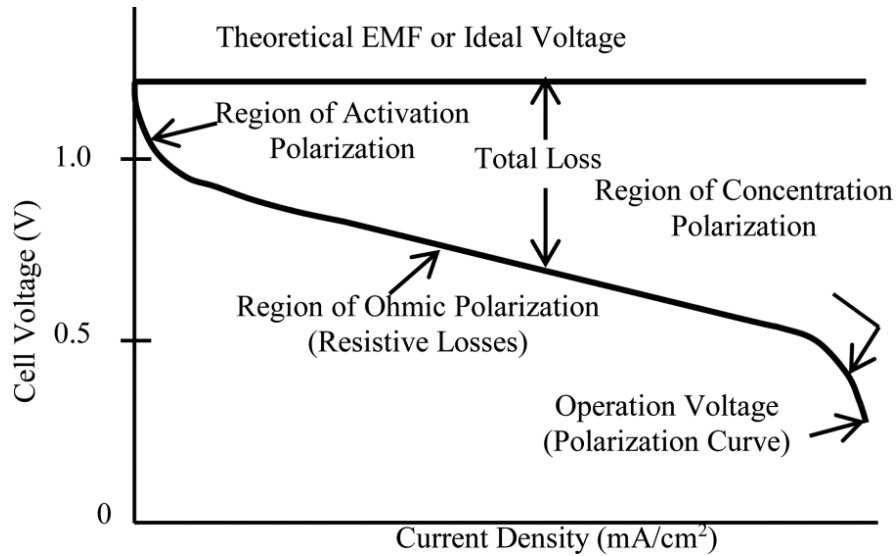 Theoretical EMF or Ideal Voltage
Region of Activation
Polarization
1.0
Total Loss
Region of Concentration
Polarization
Cell Voltage (V)
Region of Ohmic Polarization
(Resistive Losses)
0.5
Operation Voltage
(Polarization Curve)
0
Current Density (mA/cm²)